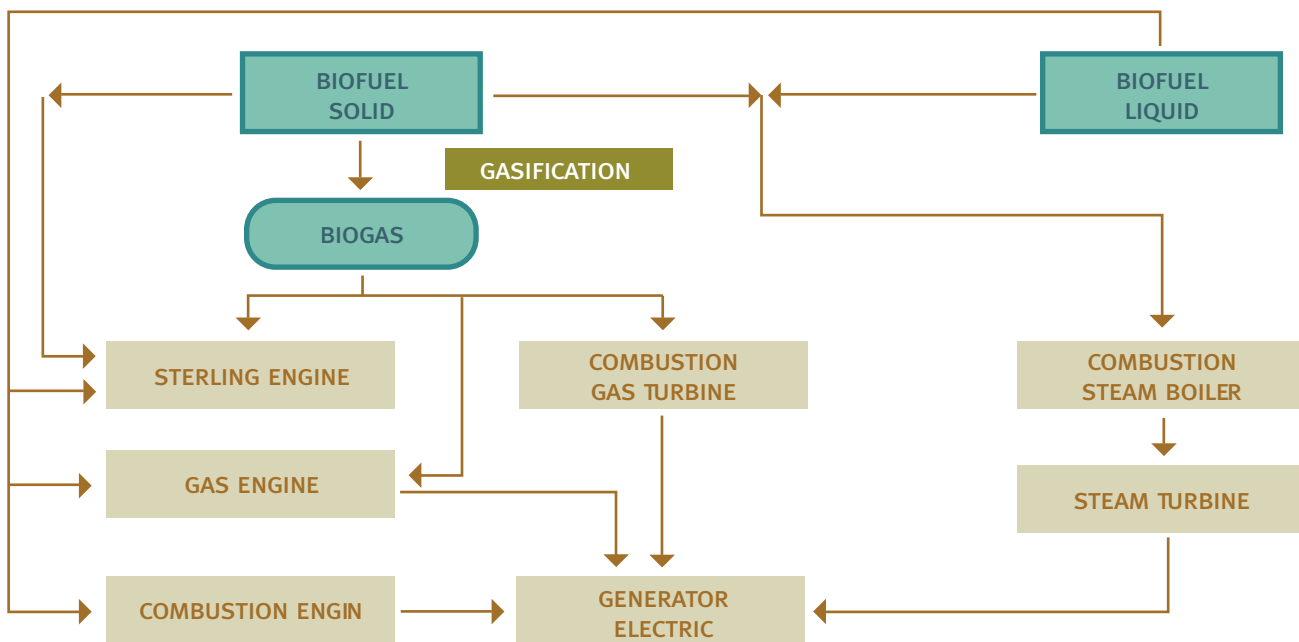 BIOFUEL
SOLID
BIOFUEL
LIQUID
GASIFICATION
BIOGAS
STERLING ENGINE
COMBUSTION
GAS TURBINE
COMBUSTION
STEAM BOILER
GAS ENGINE
STEAM TURBINE
COMBUSTION ENGIN
GENERATOR
ELECTRIC